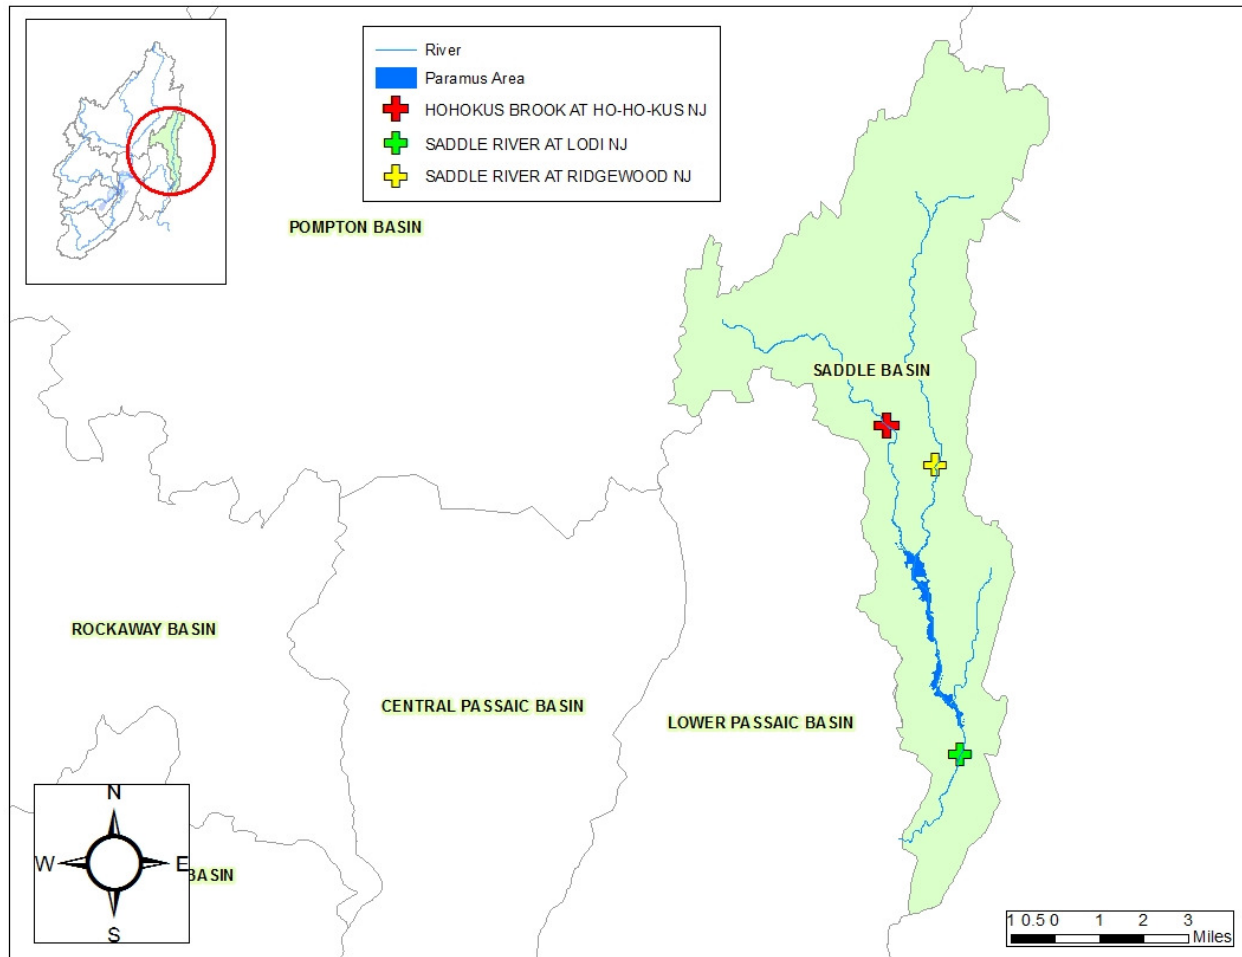 River
Paramus Area
HOHOKUS BROOK AT HO-HO-KUS NJ
SADDLE RIVER AT LODI NJ
SADDLE RIVER AT RIDGEWOOD NJ
POMPTON BASIN
SADDLE BASIN
ROCKAWAY BASIN
CENTRAL PASSAIC BASIN
LOWER PASSAIC BASIN
N
W E
S
BASIN
1 0.5 0 1 2 3
Miles